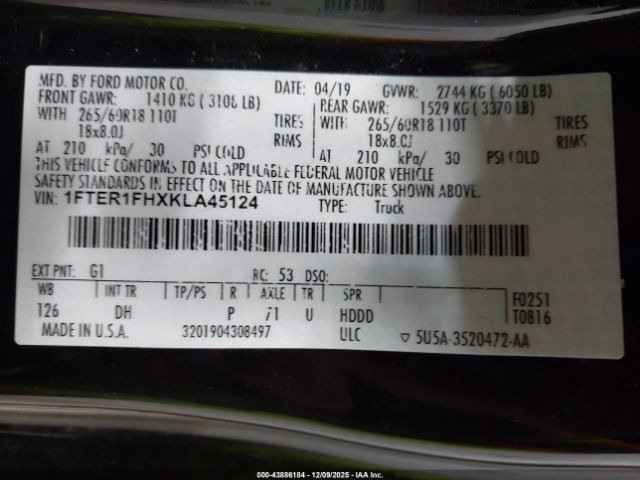 MFD. BY FORD MOTOR CO.
DATE: 04/19 GVWR: 2744 KG ( 6050 LB)
FRONT GAWR: 1410 KG ( 3108 LB)
REAR GAWR: 1529 KG ( 3370 LB)
WITH 265/60R18 110T TIRES
WITH 265/60R18 110T TIRES
18x8.0J RIMS
18x8.0J RIMS
AT 210 kPa/ 30 PSI COLD
AT 210 kPa/ 30 PSI COLD
THIS VEHICLE CONFORMS TO ALL APPLICABLE FEDERAL MOTOR VEHICLE
SAFETY STANDARDS IN EFFECT ON THE DATE OF MANUFACTURE SHOWN ABOVE.
VIN: 1FTER1FHXKLA45124 TYPE: Truck
EXT PNT: G1 RC: 53 DSO:
WB INT TR TP/PS R AXLE TR SPR F0251
126 DH P 71 U HDDD T0816
MADE IN U.S.A. 3201904308497 ULC ▽ 5U5A-3520472-AA
000-43886184 • 12/09/2025 • IAA Inc.